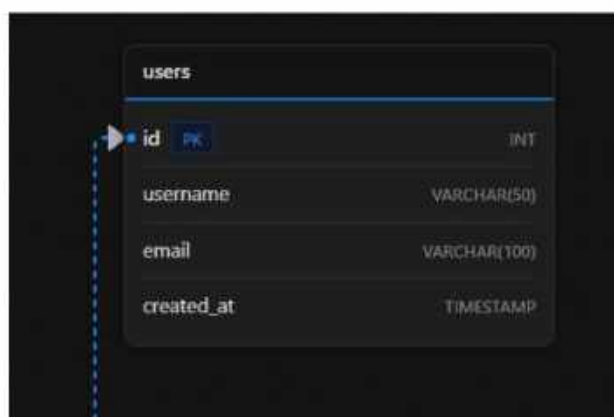 users
id PK INT
username VARCHAR(50)
email VARCHAR(100)
created_at TIMESTAMP